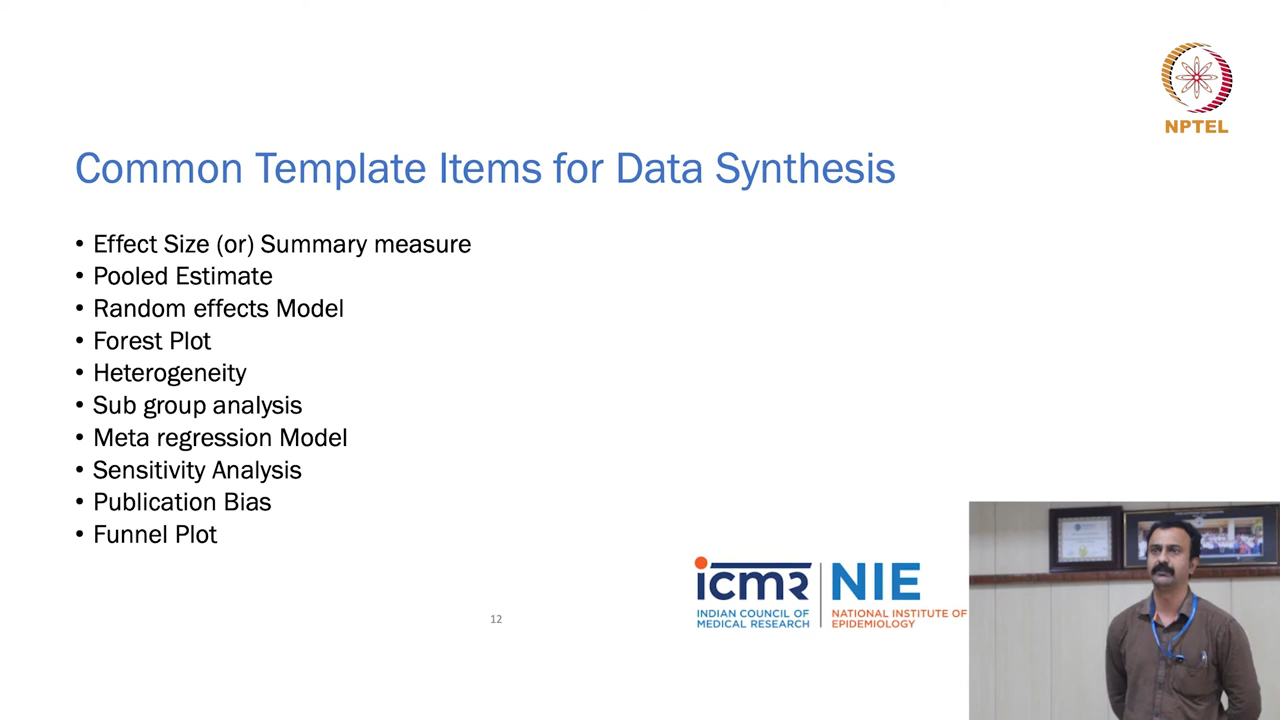 NPTEL
Common Template Items for Data Synthesis
• Effect Size (or) Summary measure
• Pooled Estimate
• Random effects Model
• Forest Plot
• Heterogeneity
• Sub group analysis
• Meta regression Model
• Sensitivity Analysis
• Publication Bias
• Funnel Plot
12
icmr NIE
INDIAN COUNCIL OF NATIONAL INSTITUTE OF
MEDICAL RESEARCH EPIDEMIOLOGY